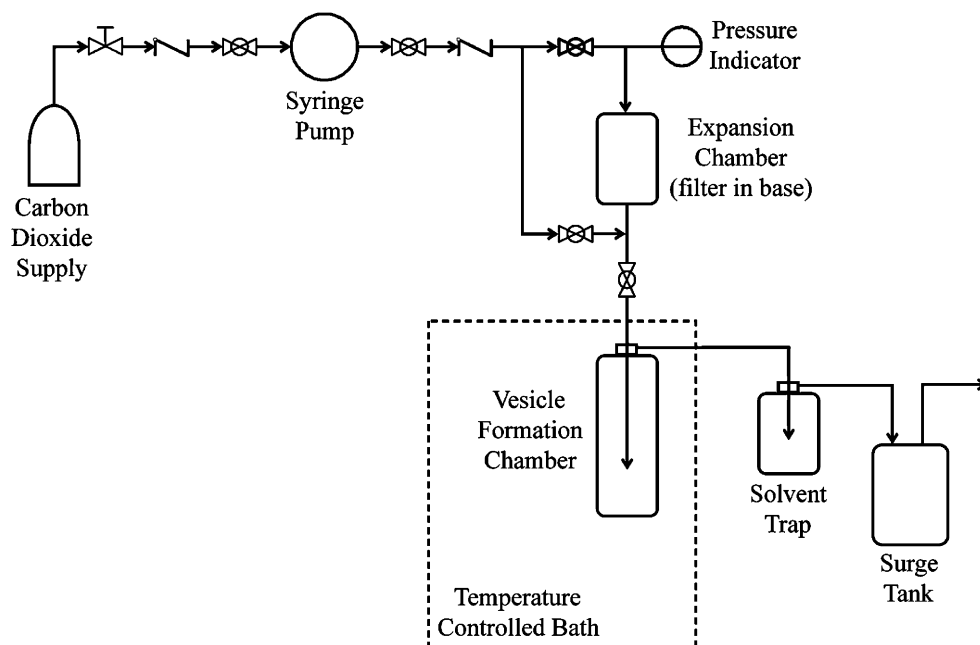 Pressure
Indicator
Syringe
Pump
Expansion
Chamber
(filter in base)
Carbon
Dioxide
Supply
Vesicle
Formation
Chamber
Solvent
Trap
Surge
Tank
Temperature
Controlled Bath